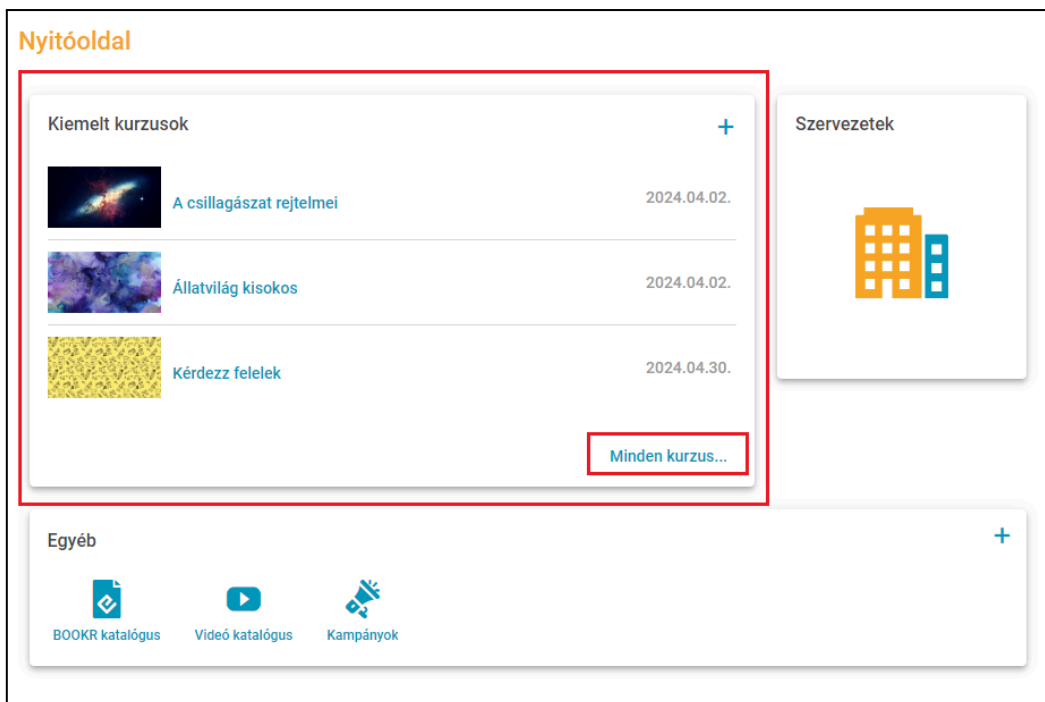 Nyitóoldal
Kiemelt kurzusok
+
A csillagászat rejtelmei 2024.04.02.
Állatvilág kisokos 2024.04.02.
Kérdezz felelek 2024.04.30.
Minden kurzus...
Szervezetek
Egyéb
+
BOOKR katalógus Videó katalógus Kampányok